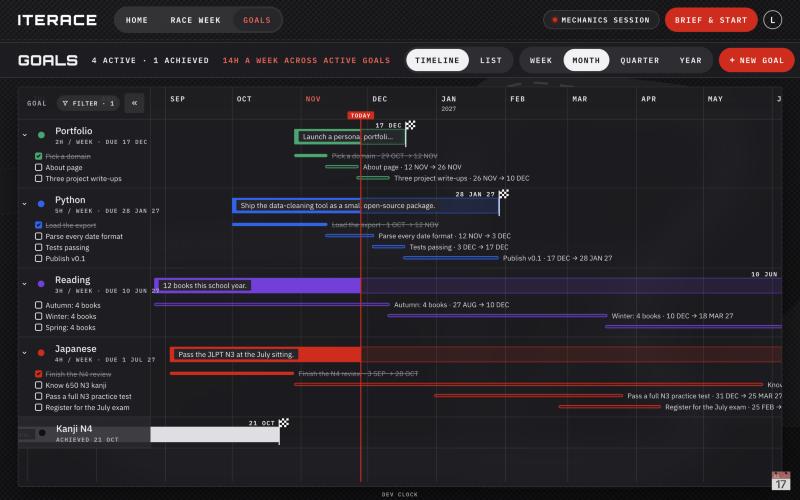 ITERACE HOME RACE WEEK GOALS MECHANICS SESSION BRIEF & START L
GOALS 4 ACTIVE · 1 ACHIEVED 14H A WEEK ACROSS ACTIVE GOALS TIMELINE LIST WEEK MONTH QUARTER YEAR + NEW GOAL
GOAL FILTER · 1 « SEP OCT NOV DEC JAN FEB MAR APR MAY J
2027
TODAY
17 DEC
Portfolio
Launch a personal portfoli...
2H / WEEK · DUE 17 DEC
Pick a domain Pick a domain · 29 OCT → 12 NOV
About page About page · 12 NOV → 26 NOV
Three project write-ups Three project write-ups · 26 NOV → 10 DEC
28 JAN 27
Python
Ship the data-cleaning tool as a small open-source package.
5H / WEEK · DUE 28 JAN 27
Load the export Load the export · 1 OCT → 12 NOV
Parse every date format Parse every date format · 12 NOV → 3 DEC
Tests passing Tests passing · 3 DEC → 17 DEC
Publish v0.1 Publish v0.1 · 17 DEC → 28 JAN 27
10 JUN
Reading
12 books this school year.
3H / WEEK · DUE 10 JUN 27
Autumn: 4 books Autumn: 4 books · 27 AUG → 10 DEC
Winter: 4 books Winter: 4 books · 10 DEC → 18 MAR 27
Spring: 4 books
Japanese
Pass the JLPT N3 at the July sitting.
4H / WEEK · DUE 1 JUL 27
Finish the N4 review Finish the N4 review · 3 SEP → 28 OCT
Know 650 N3 kanji Know
Pass a full N3 practice test Pass a full N3 practice test · 31 DEC → 25 MAR 27
Register for the July exam Register for the July exam · 25 FEB →
21 OCT
Kanji N4
ACHIEVED 21 OCT
17
DEV CLOCK